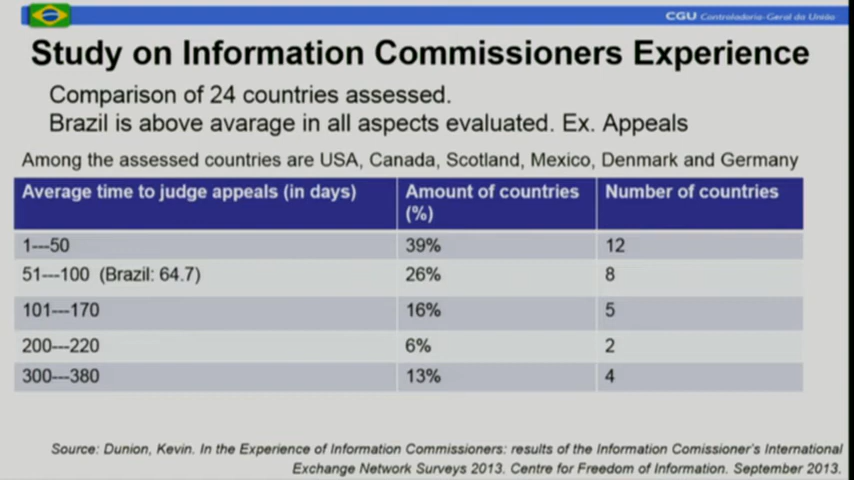 CGU Controladoria-Geral da União
Study on Information Commissioners Experience
Comparison of 24 countries assessed.
Brazil is above avarage in all aspects evaluated. Ex. Appeals
Among the assessed countries are USA, Canada, Scotland, Mexico, Denmark and Germany
Average time to judge appeals (in days) Amount of countries (%) Number of countries
1---50 39% 12
51---100 (Brazil: 64.7) 26% 8
101---170 16% 5
200---220 6% 2
300---380 13% 4
Source: Dunion, Kevin. In the Experience of Information Commissioners: results of the Information Comissioner's International
Exchange Network Surveys 2013. Centre for Freedom of Information. September 2013.